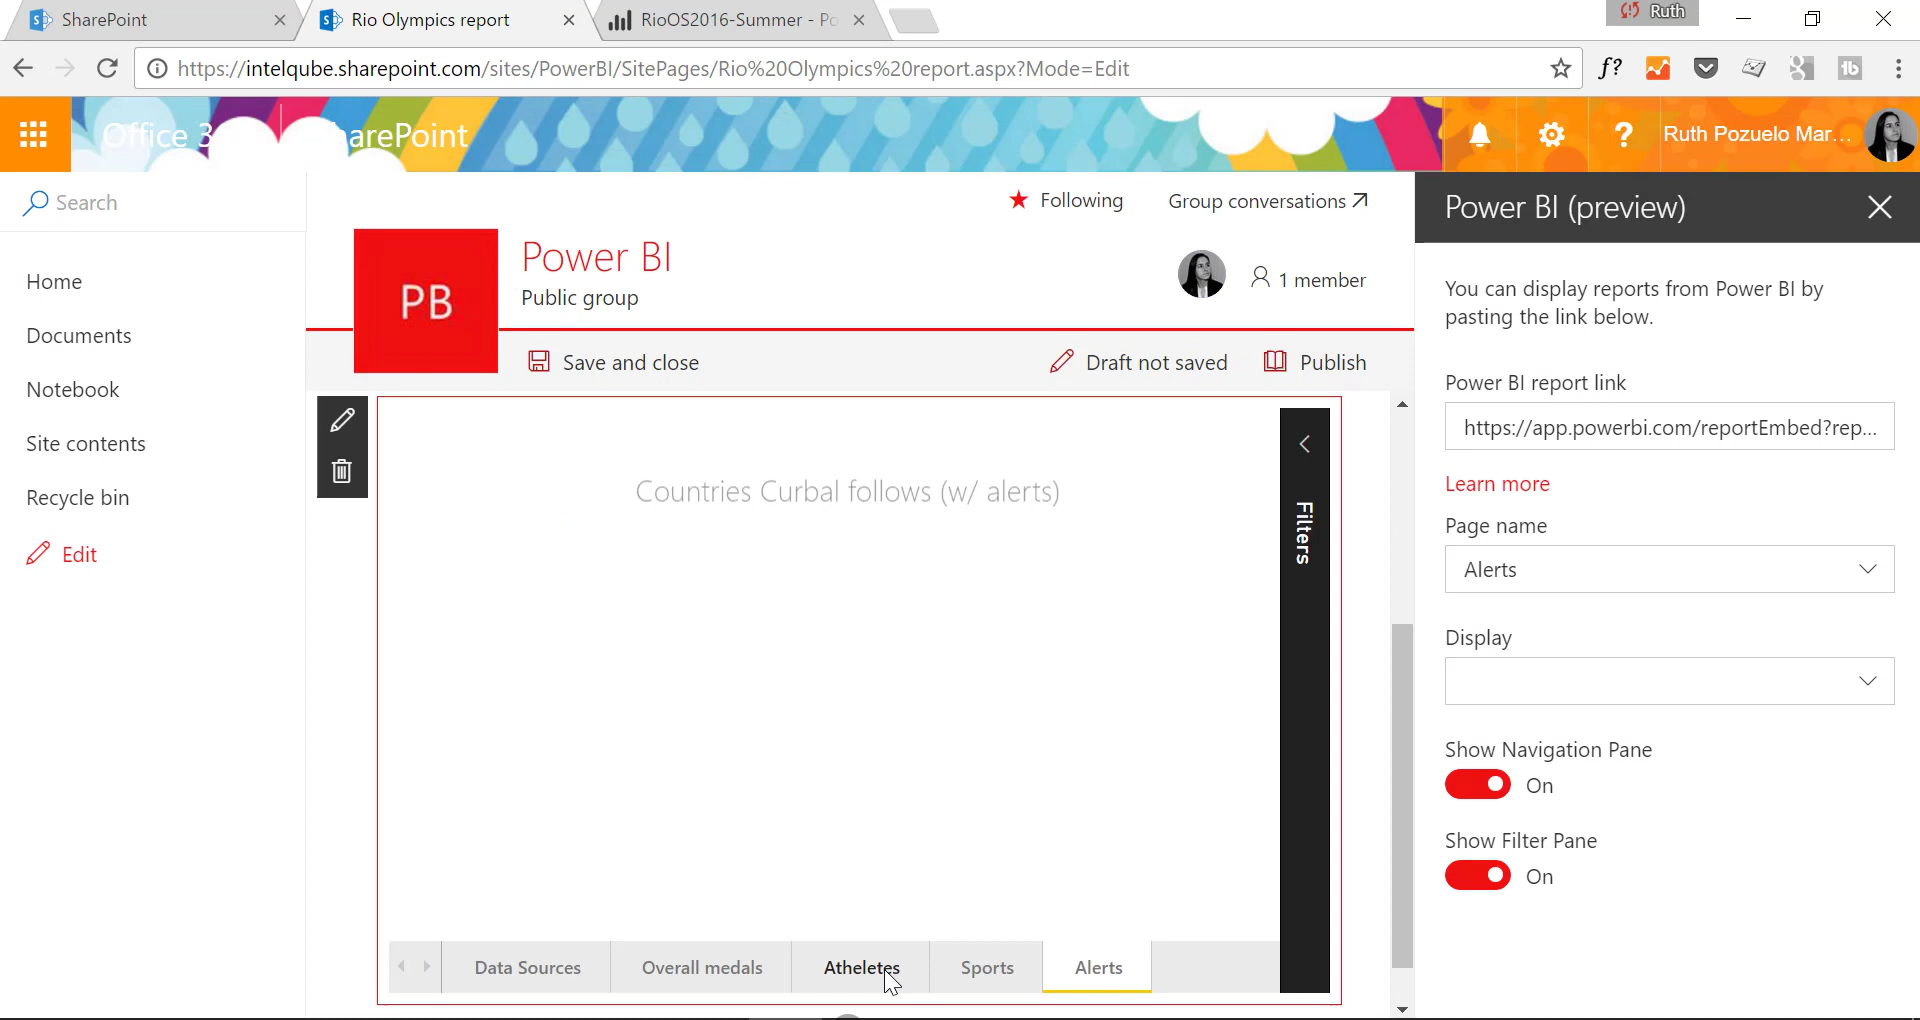 SharePoint
Rio Olympics report
RioOS2016-Summer - Po
Ruth
https://intelqube.sharepoint.com/sites/PowerBI/SitePages/Rio%20Olympics%20report.aspx?Mode=Edit
f?
Office 3
arePoint
?
Ruth Pozuelo Mar...
Search
Following
Group conversations
Power BI (preview)
Home
Documents
Notebook
Site contents
Recycle bin
Edit
PB
Power BI
Public group
1 member
Save and close
Draft not saved
Publish
Countries Curbal follows (w/ alerts)
Filters
Data Sources
Overall medals
Atheletes
Sports
Alerts
You can display reports from Power BI by
pasting the link below.
Power BI report link
https://app.powerbi.com/reportEmbed?rep...
Learn more
Page name
Alerts
Display
Show Navigation Pane
On
Show Filter Pane
On